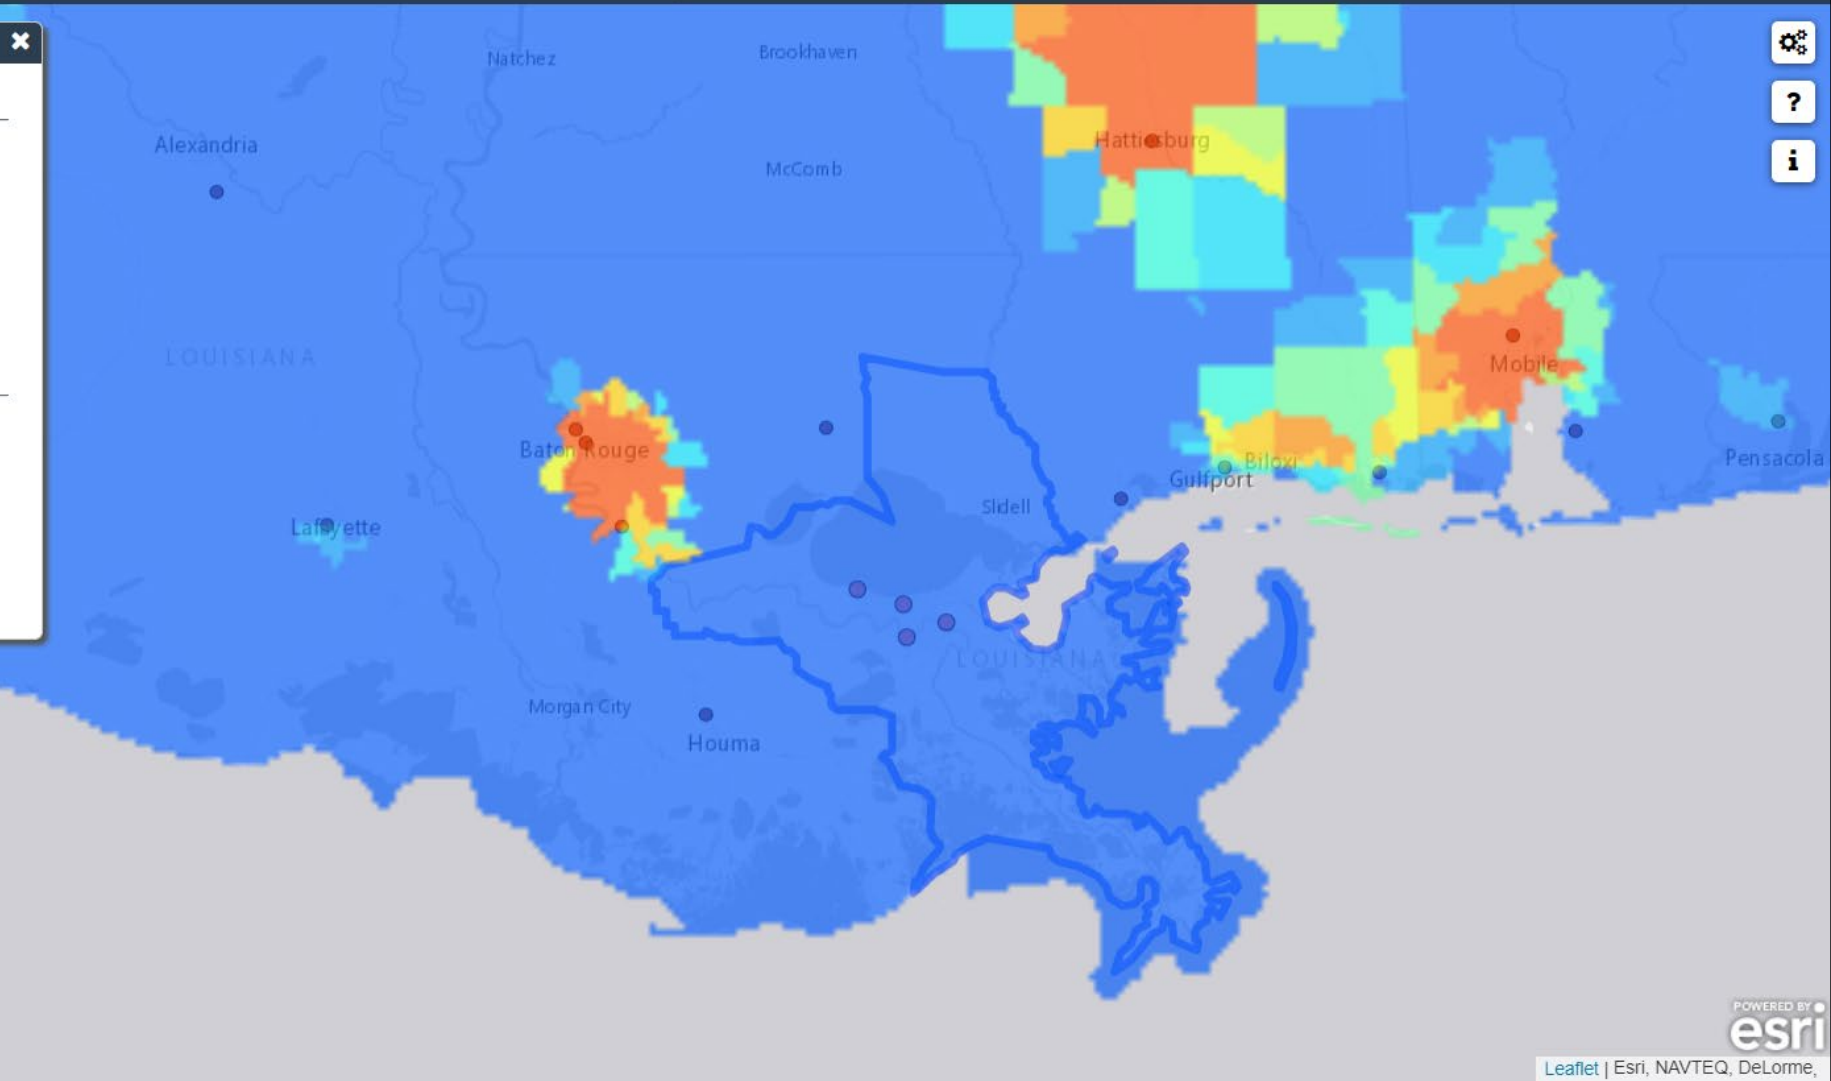 Natchez
Brookhaven
?
Alexandria
Hattiesburg
McComb
i
LOUISIANA
Mobile
Baton Rouge
Biloxi
Pensacola
Gulfport
Slidell
Lafayette
LOUISIANA
Morgan City
Houma
POWERED BY
esri
Leaflet | Esri, NAVTEQ, DeLorme,